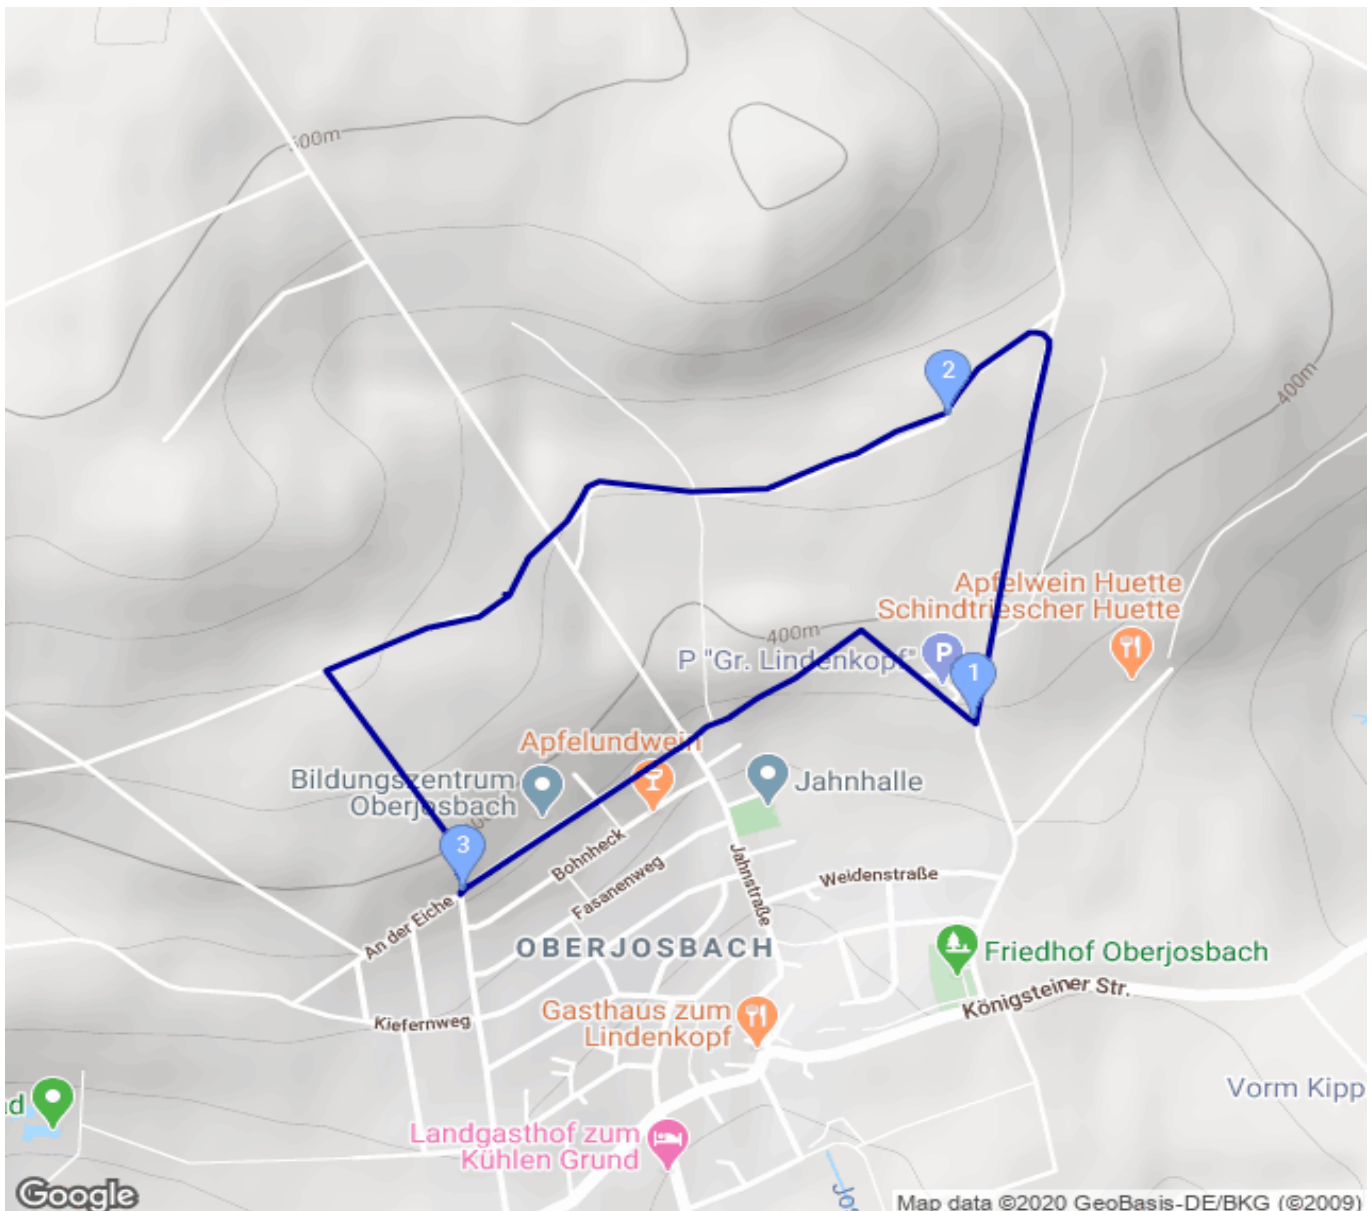 500m
2
400m
Apfelwein Huette
Schindtriescher Huette
400m
P "Gr. Lindenkopf"
P
1
Apfelundwein
Bildungszentrum
Oberjosbach
Jahnhalle
3
Bohnheck
Fasanenweg
Jahnstraße
Weidenstraße
An der Eiche
OBERJOSBACH
Friedhof Oberjosbach
Königsteiner Str.
Kiefernweg
Gasthaus zum
Lindenkopf
Vorm Kipp
Landgasthof zum
Kühlen Grund
Google
Map data ©2020 GeoBasis-DE/BKG (©2009)